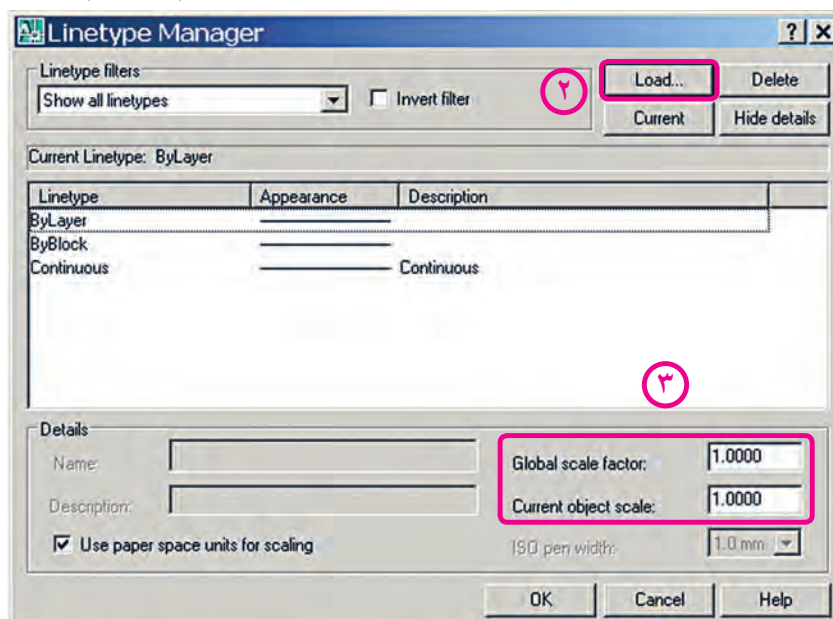 Linetype Manager ? X
Linetype filters
Show all linetypes
Invert filter
۲
Load...
Delete
Current
Hide details
Current Linetype: ByLayer
Linetype Appearance Description
ByLayer
ByBlock
Continuous Continuous
۳
Details
Name:
Global scale factor: 1.0000
Description:
Current object scale: 1.0000
Use paper space units for scaling
ISO pen width: 1.0 mm
OK Cancel Help